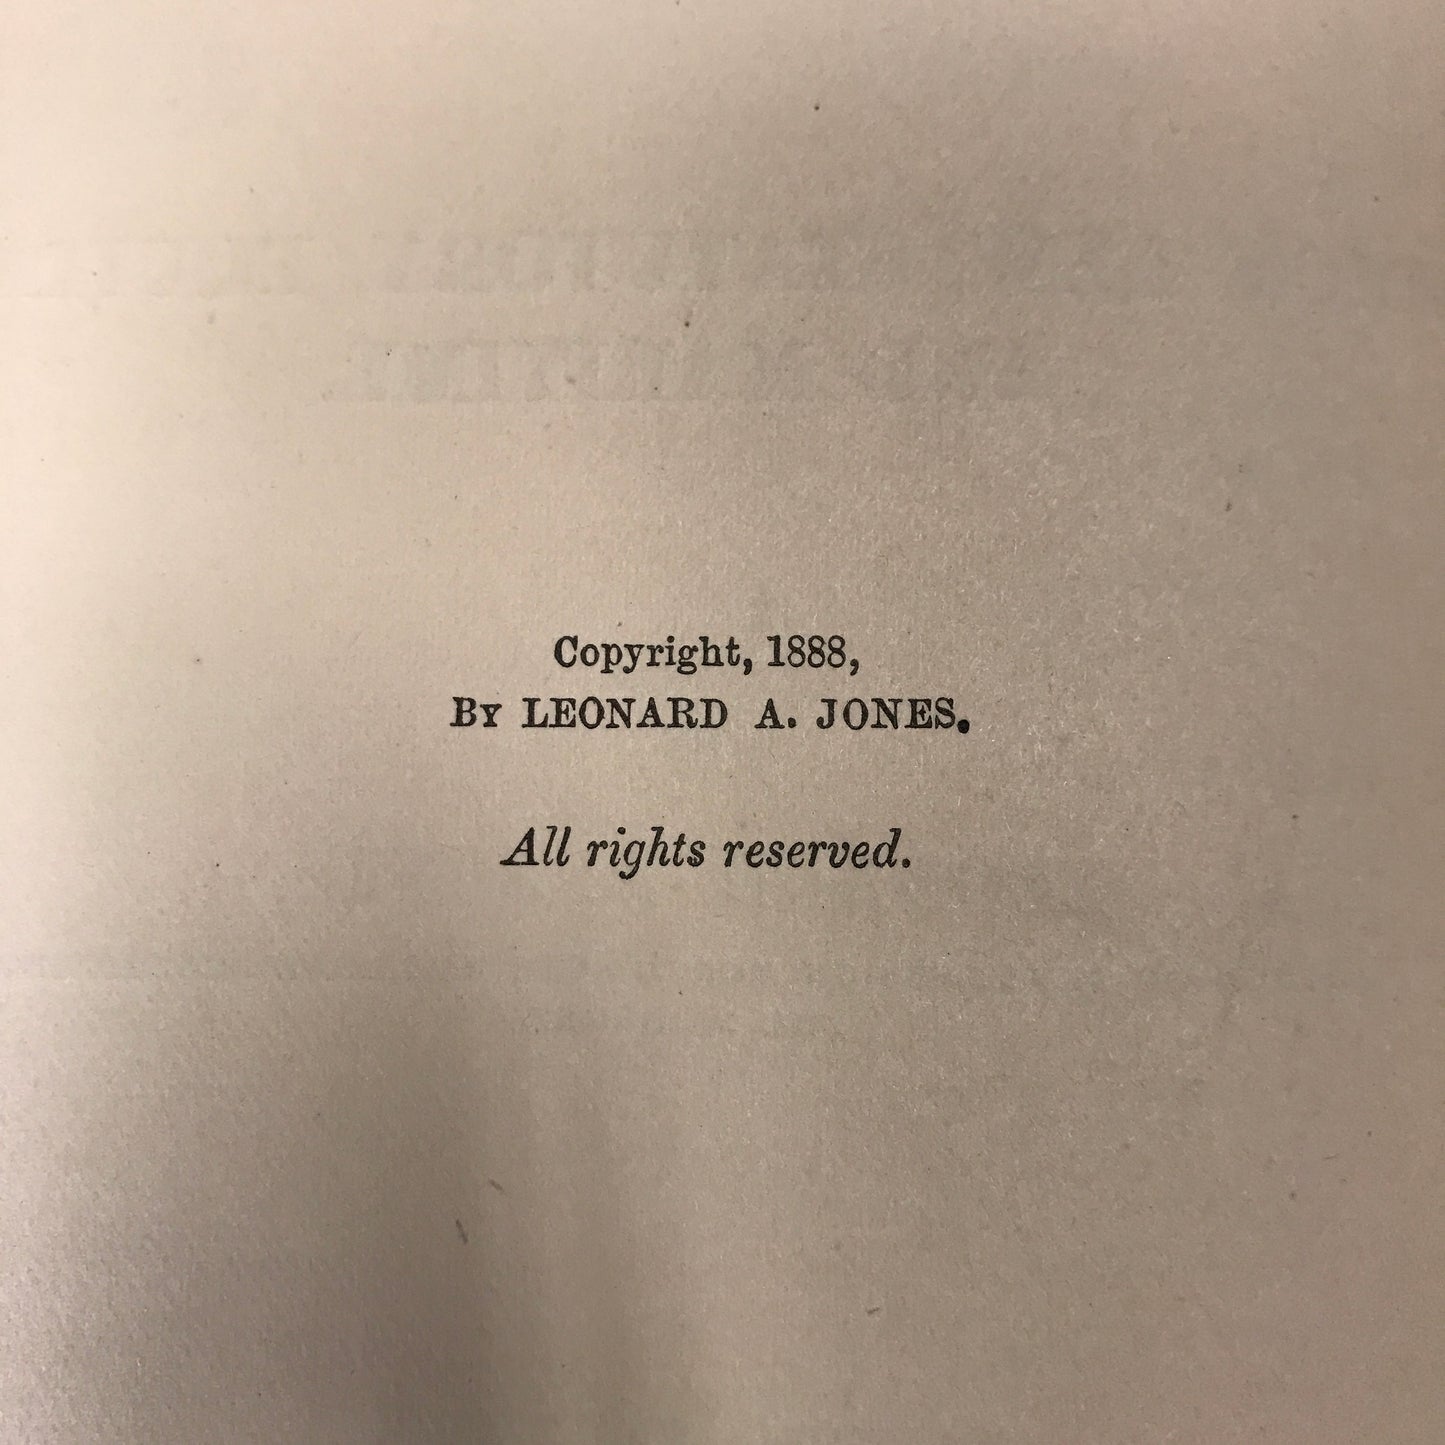 Copyright, 1888,
By LEONARD A. JONES.
All rights reserved.